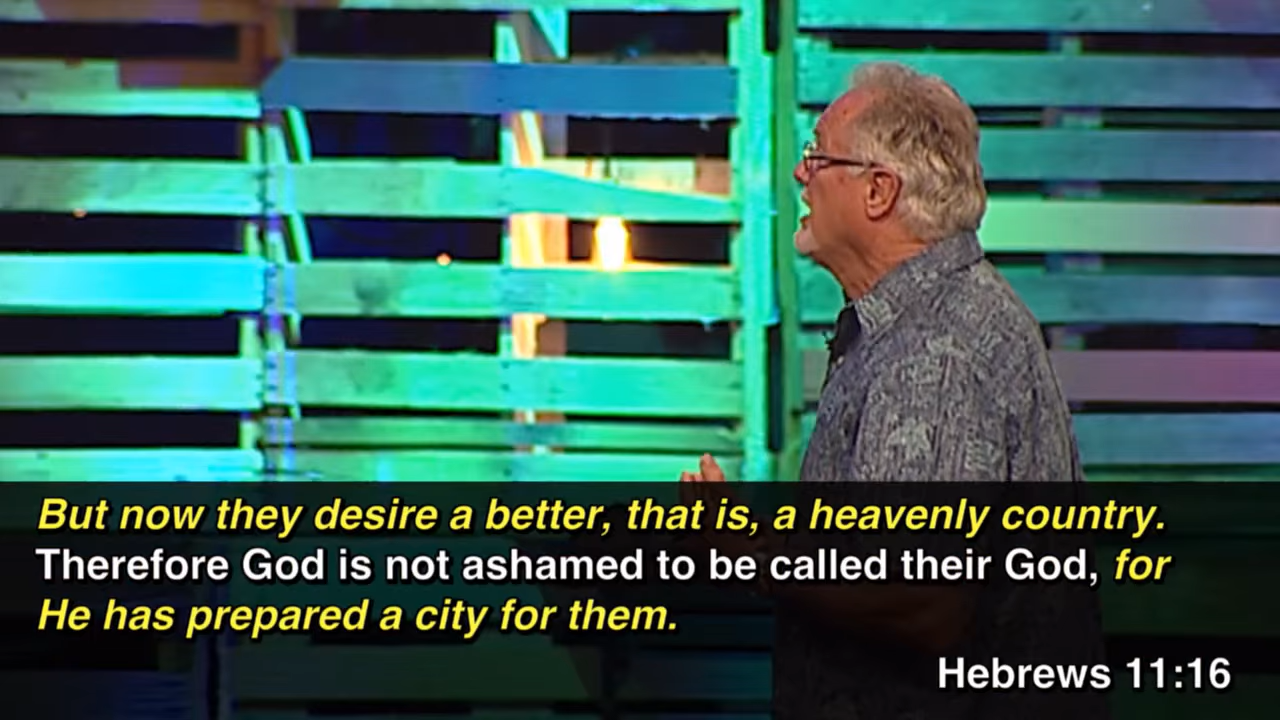 But now they desire a better, that is, a heavenly country.
Therefore God is not ashamed to be called their God, for
He has prepared a city for them.
Hebrews 11:16